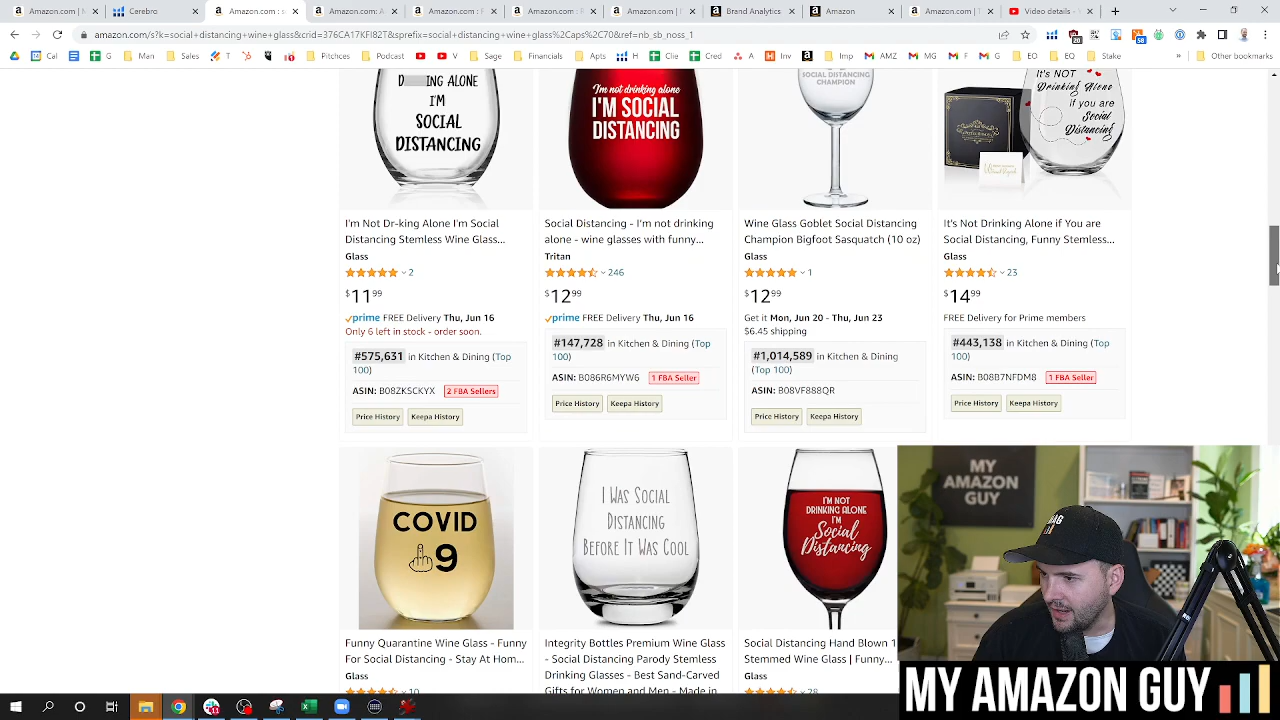 Amazon.com
Cerebro
Amazon.com :
Amazon.com: A
Amazon.com :
Amazon.com :
Amazon.com |
Brand Analytics
Amazon
Amazon.com |
Video details -
amazon.com/s?k=social+distancing+wine+glass&crid=376CA17KFI82T&sprefix=social+distancing+wine+glass%2Caps%2C70&ref=nb_sb_noss_1
Cal
G
Man
Sales
T
Pitches
Podcast
V
Sage
Apts
H
Clie
Cred
A
Inv
Imp
AMZ
MG
F
G
EO
EQ
Stake
Other bookmarks
D ING ALONE
I'M
SOCIAL
DISTANCING
I'm not drinking alone
I'M SOCIAL
DISTANCING
SOCIAL DISTANCING
CHAMPION
It's NOT
Drinking Alone
if you are
Social
Distancing
I'm Not Dr-king Alone I'm Social
Distancing Stemless Wine Glass...
Glass
2
$11 99
prime FREE Delivery Thu, Jun 16
Only 6 left in stock - order soon.
#575,631 in Kitchen & Dining (Top
100)
ASIN: B08ZKSCKYX 2 FBA Sellers
Price History Keepa History
Social Distancing - I'm not drinking
alone - wine glasses with funny...
Tritan
246
$12 99
prime FREE Delivery Thu, Jun 16
#147,728 in Kitchen & Dining (Top
100)
ASIN: B086R6MYW6 1 FBA Seller
Price History Keepa History
Wine Glass Goblet Social Distancing
Champion Bigfoot Sasquatch (10 oz)
Glass
1
$12 99
Get it Mon, Jun 20 - Thu, Jun 23
$6.45 shipping
#1,014,589 in Kitchen & Dining
(Top 100)
ASIN: B08VF888QR
Price History Keepa History
It's Not Drinking Alone if You are
Social Distancing, Funny Stemless...
Glass
23
$14 99
FREE Delivery for Prime members
#443,138 in Kitchen & Dining (Top
100)
ASIN: B08B7NFDM8 1 FBA Seller
Price History Keepa History
COVID
9
I Was Social
Distancing
Before It Was Cool
I'M NOT
DRINKING ALONE
I'M
Social
Distancing
Funny Quarantine Wine Glass - Funny
For Social Distancing - Stay At Hom...
Glass
10
Integrity Bottles Premium Wine Glass
- Social Distancing Parody Stemless
Drinking Glasses - Best Sand-Carved
Gifts for Women and Men - Made in
Social Distancing Hand Blown 1
Stemmed Wine Glass | Funny...
Glass
28
MY
AMAZON
GUY
MY AMAZON GUY